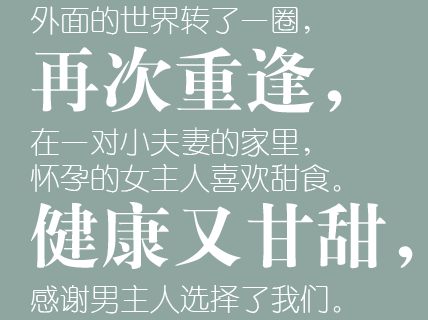 外面的世界转了一圈，
再次重逢，
在一对小夫妻的家里，
怀孕的女主人喜欢甜食。
健康又甘甜，
感谢男主人选择了我们。